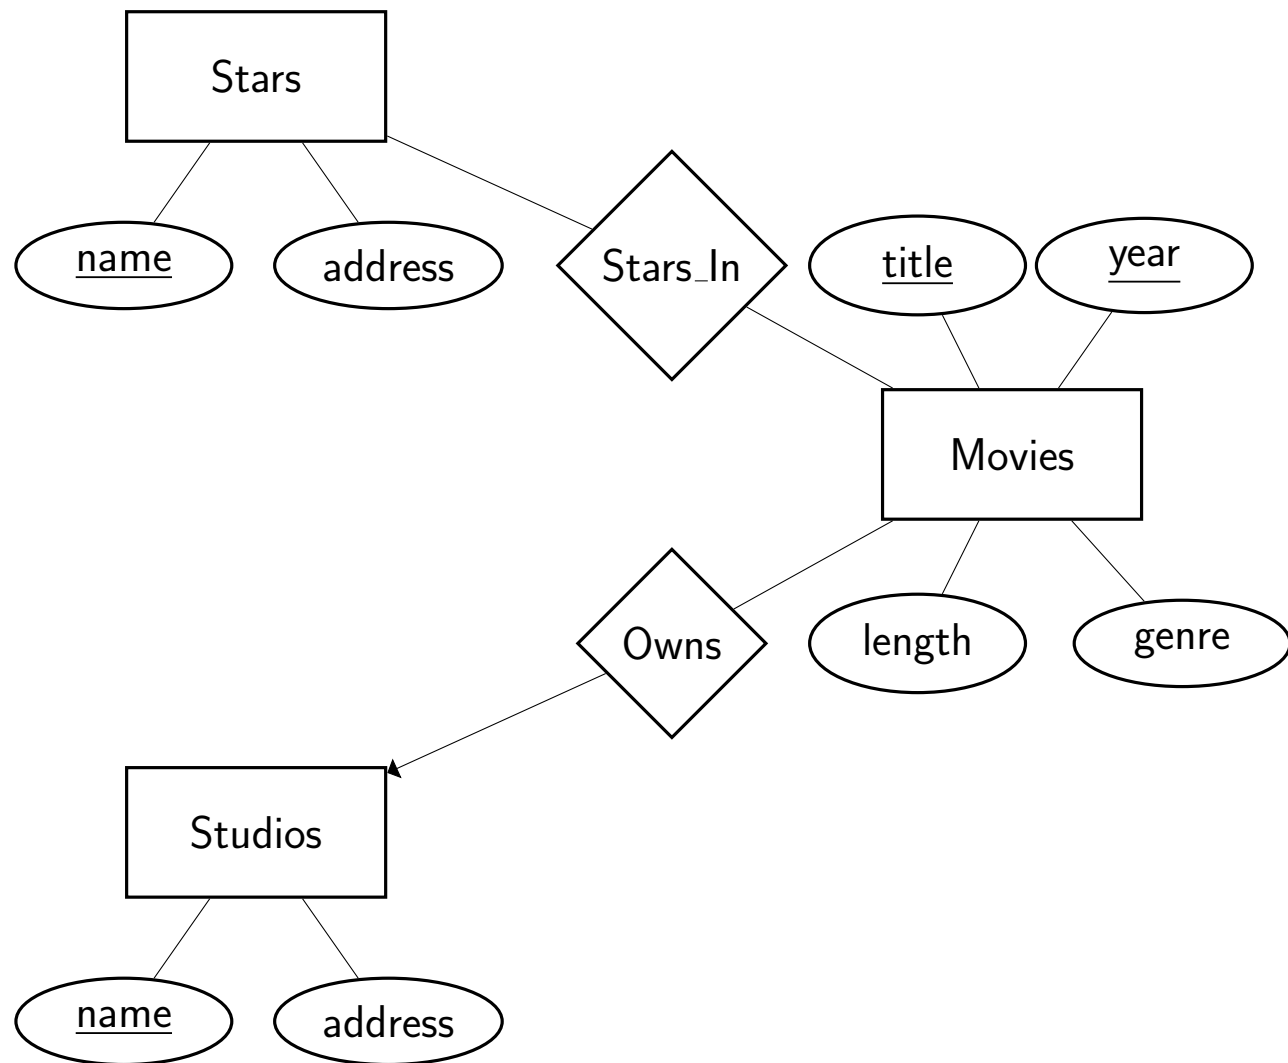 Stars
name
address
Stars_In
title
year
Movies
Owns
length
genre
Studios
name
address